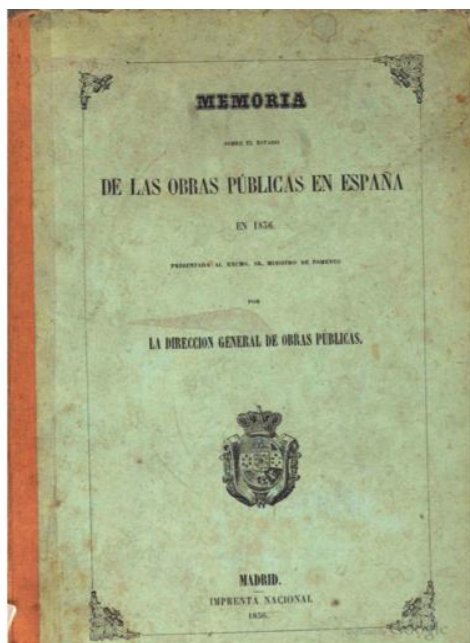 MEMORIA
SOBRE EL ESTADO
DE LAS OBRAS PÚBLICAS EN ESPAÑA
EN 1856.
PRESENTADA AL EXCMO. SR. MINISTRO DE FOMENTO
POR
LA DIRECCION GENERAL DE OBRAS PÚBLICAS.
MADRID.
IMPRENTA NACIONAL
1856.